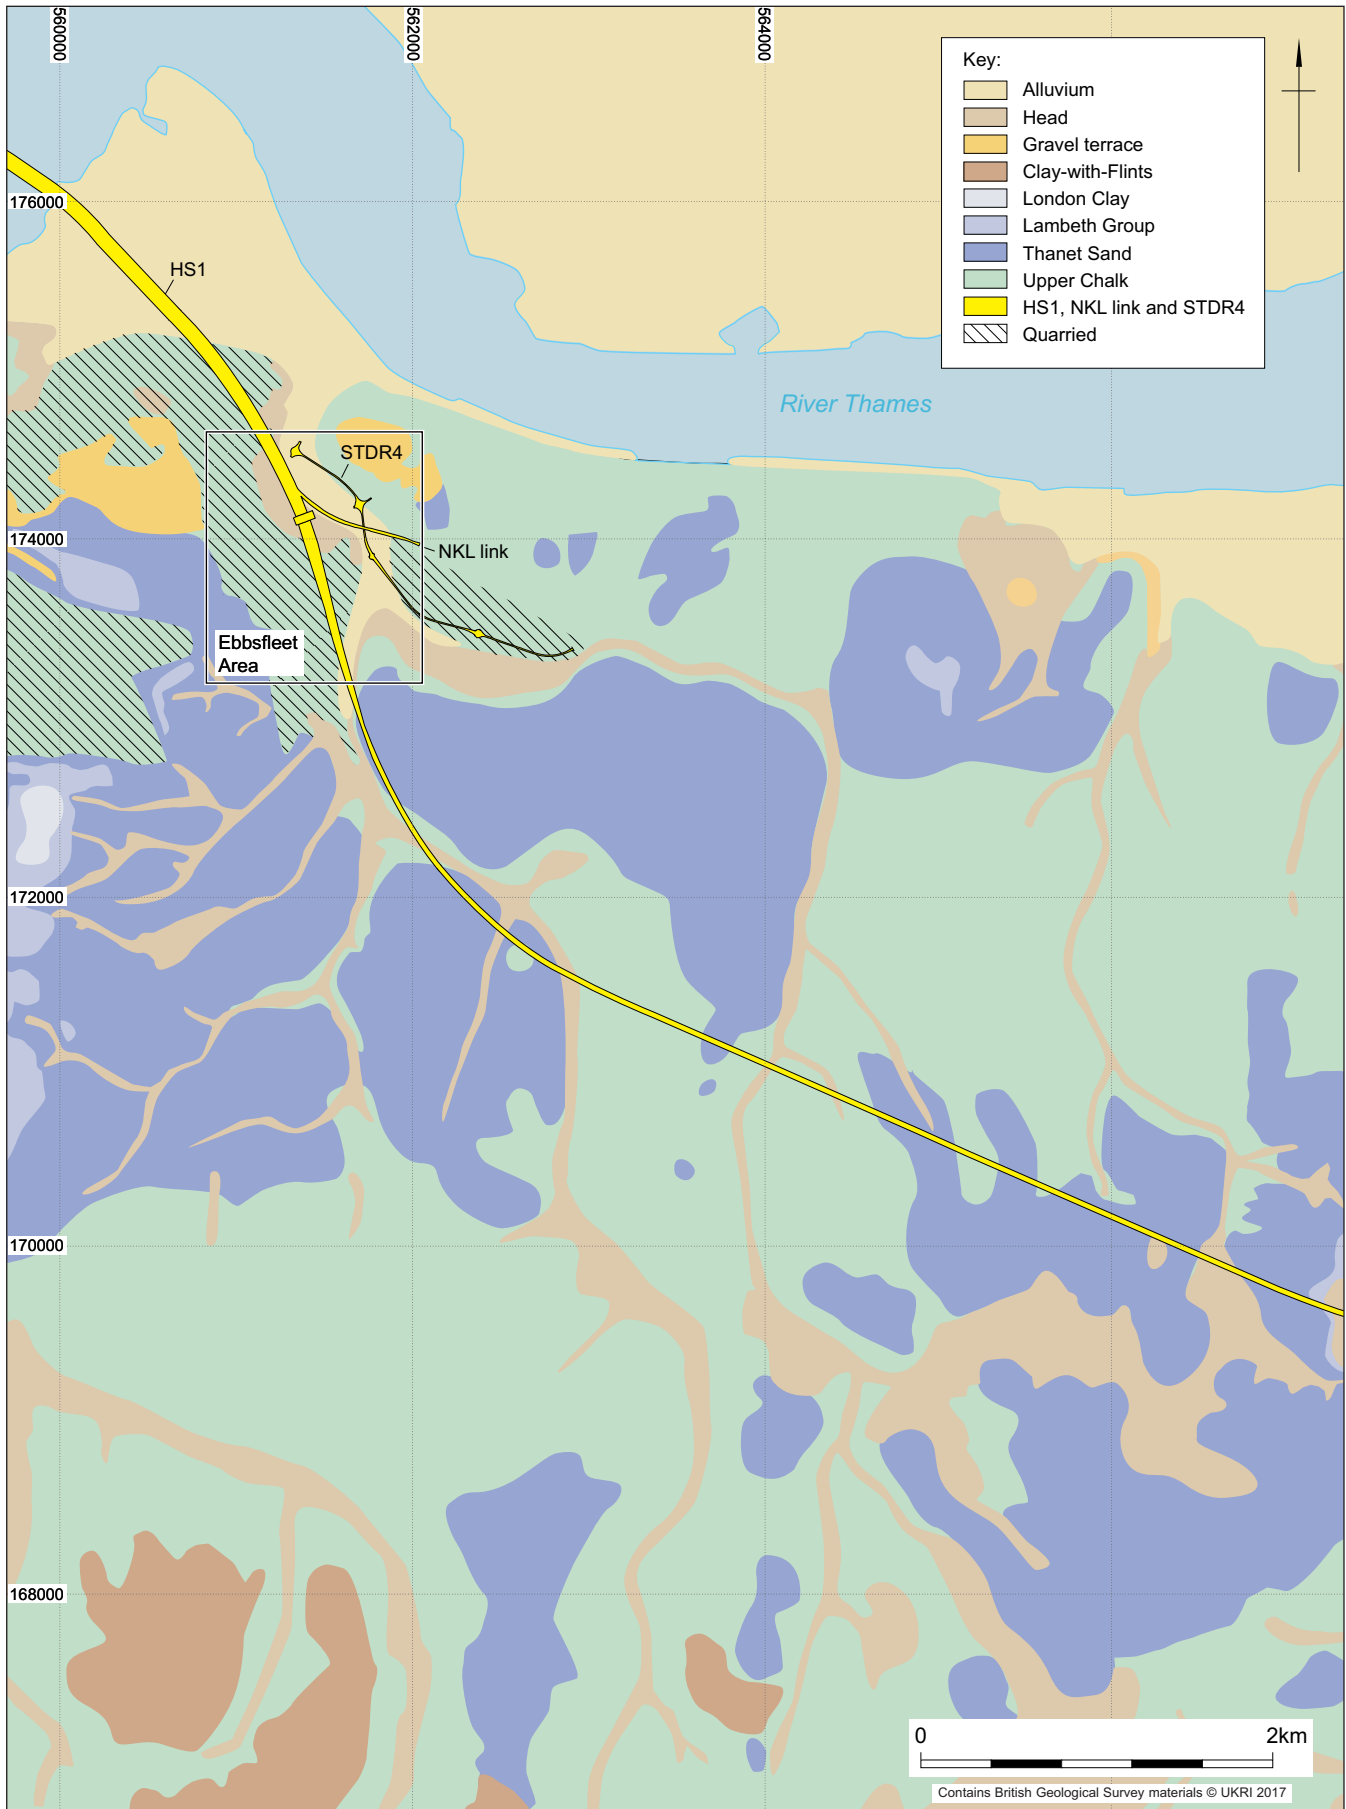 560000
562000
564000
Key:
Alluvium
Head
Gravel terrace
Clay-with-Flints
London Clay
Lambeth Group
Thanet Sand
Upper Chalk
HS1, NKL link and STDR4
Quarried
176000
HS1
River Thames
STDR4
174000
NKL link
Ebbsfleet
Area
172000
170000
168000
0 2km
Contains British Geological Survey materials © UKRI 2017